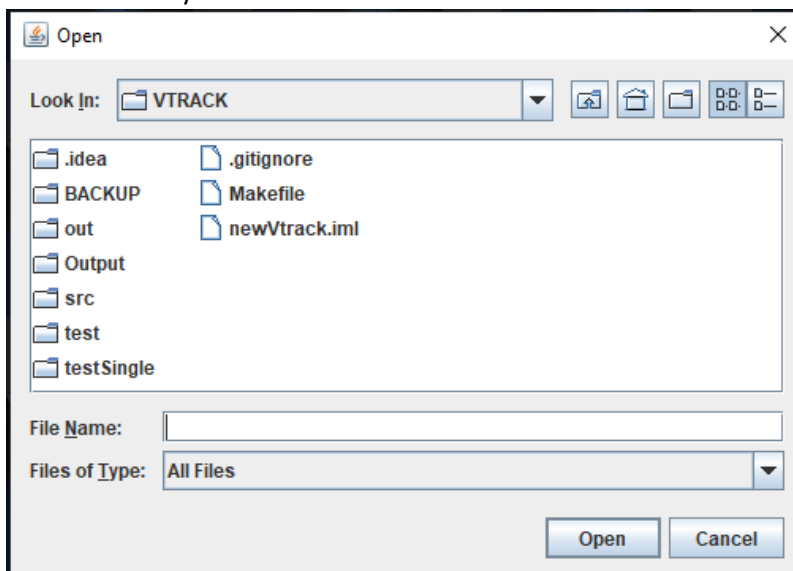 Open
Look In: VTRACK
.idea .gitignore
BACKUP Makefile
out newVtrack.iml
Output
src
test
testSingle
File Name:
Files of Type: All Files
Open Cancel